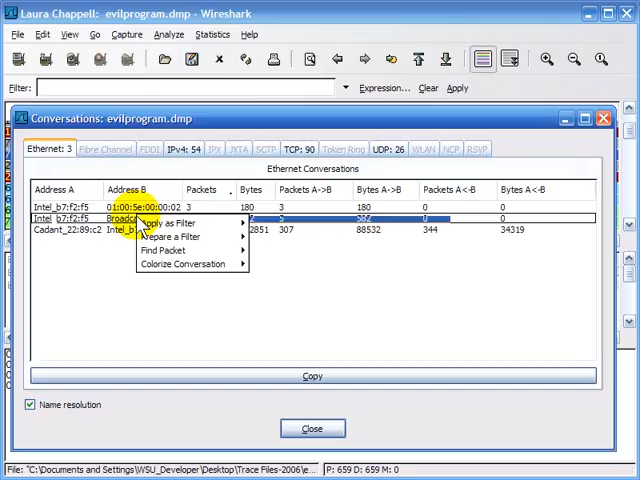 Laura Chappell: evilprogram.dmp - Wireshark
File Edit View Go Capture Analyze Statistics Help
Filter: Expression... Clear Apply
Conversations: evilprogram.dmp
Ethernet: 3 Fibre Channel FDDI IPv4: 54 IPX JXTA SCTP TCP: 90 Token Ring UDP: 26 WLAN NCP RSVP
Ethernet Conversations
Address A Address B Packets Bytes Packets A->B Bytes A->B Packets A<-B Bytes A<-B
Intel_b7:f2:f5 01:00:5e:00:00:02 3 180 3 180 0 0
Intel_b7:f2:f5 5 382 0 0
Cadant_22:89:c2 307 88532 344 34319
Apply as Filter
Prepare a Filter
Find Packet
Colorize Conversation
Copy
Name resolution
Close
File: "C:\Documents and Settings\WSU_Developer\Desktop\Trace Files-2006\e... P: 659 D: 659 M: 0